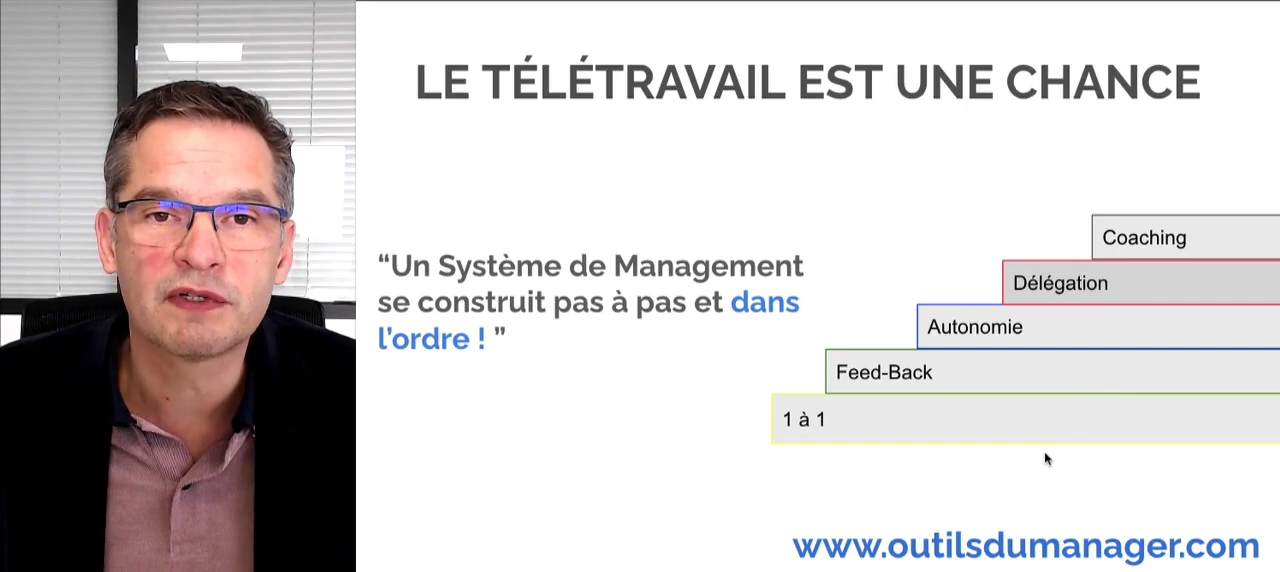 LE TÉLÉTRAVAIL EST UNE CHANCE
“Un Système de Management
se construit pas à pas et dans
l’ordre ! ”
Coaching
Délégation
Autonomie
Feed-Back
1 à 1
www.outilsdumanager.com